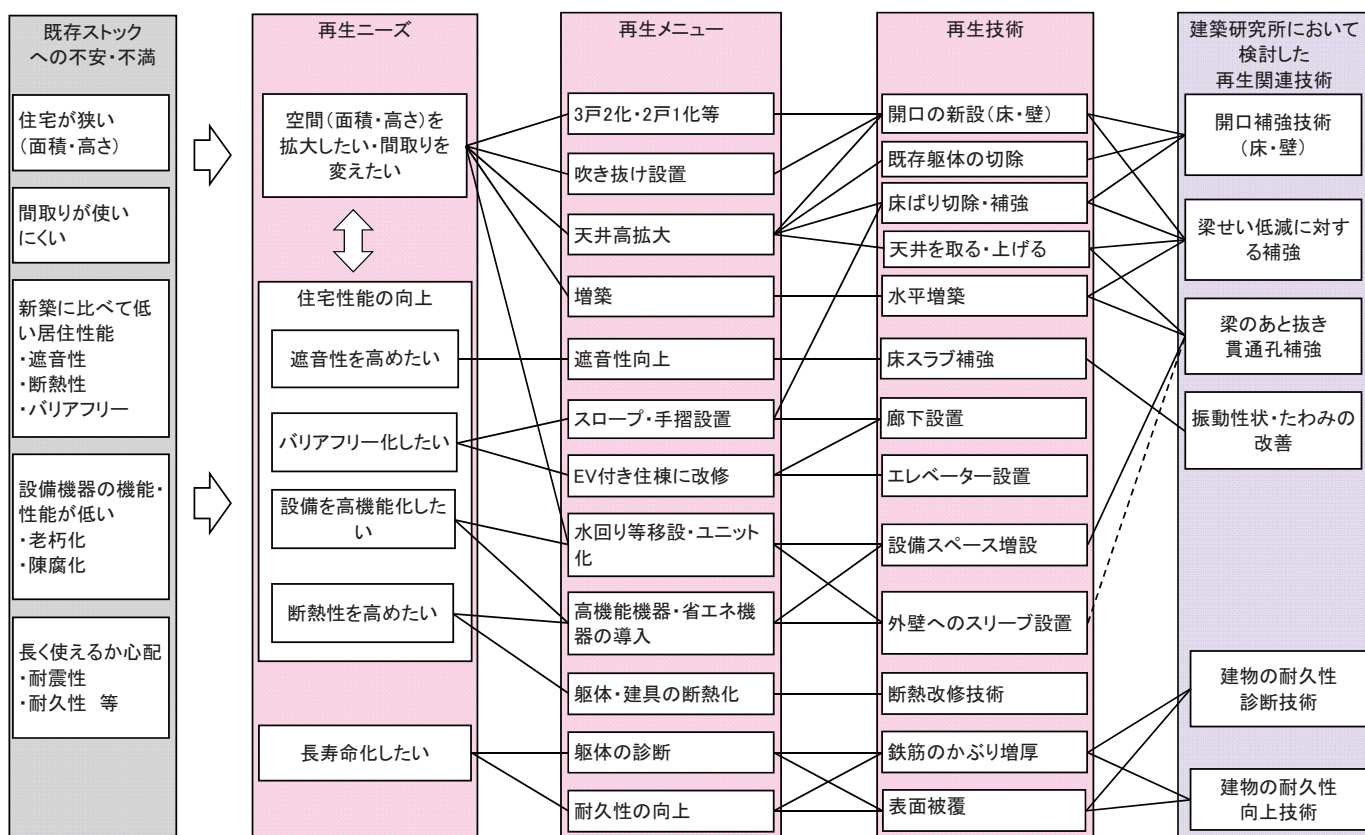 既存ストック
への不安・不満
住宅が狭い
(面積・高さ)
間取りが使い
にくい
新築に比べて低
い居住性能
・遮音性
・断熱性
・バリアフリー
設備機器の機能・
性能が低い
・老朽化
・陳腐化
長く使えるか心配
・耐震性
・耐久性 等
再生ニーズ
空間(面積・高さ)を
拡大したい・間取りを
変えたい
住宅性能の向上
遮音性を高めたい
バリアフリー化したい
設備を高機能化した
い
断熱性を高めたい
長寿命化したい
再生メニュー
3戸2化・2戸1化等
吹き抜け設置
天井高拡大
増築
遮音性向上
スロープ・手摺設置
EV付き住棟に改修
水回り等移設・ユニット
化
高機能機器・省エネ機
器の導入
躯体・建具の断熱化
躯体の診断
耐久性の向上
再生技術
開口の新設(床・壁)
既存躯体の切除
床ばり切除・補強
天井を取る・上げる
水平増築
床スラブ補強
廊下設置
エレベーター設置
設備スペース増設
外壁へのスリーブ設置
断熱改修技術
鉄筋のかぶり増厚
表面被覆
建築研究所において
検討した
再生関連技術
開口補強技術
(床・壁)
梁せい低減に対す
る補強
梁のあと抜き
貫通孔補強
振動性状・たわみの
改善
建物の耐久性
診断技術
建物の耐久性
向上技術